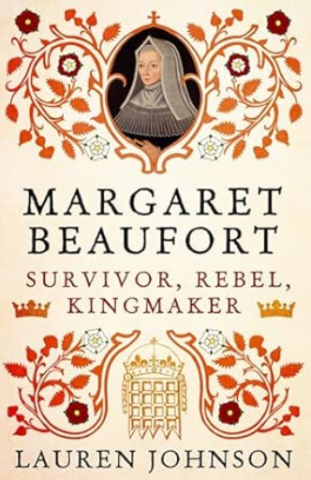 MARGARET
BEAUFORT
SURVIVOR, REBEL,
KINGMAKER
LAUREN JOHNSON